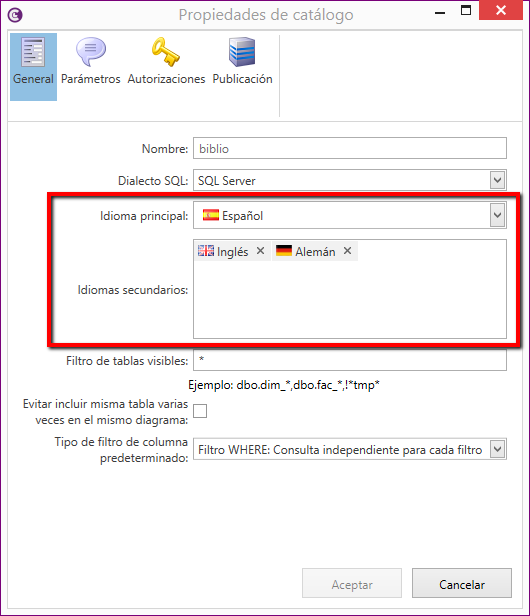 Propiedades de catálogo
General Parámetros Autorizaciones Publicación
Nombre: biblio
Dialecto SQL: SQL Server
Idioma principal: Español
Inglés Alemán
Idiomas secundarios:
Filtro de tablas visibles: *
Ejemplo: dbo.dim_*,dbo.fac_*,!*tmp*
Evitar incluir misma tabla varias
veces en el mismo diagrama:
Tipo de filtro de columna
predeterminado: Filtro WHERE: Consulta independiente para cada filtro
Aceptar Cancelar